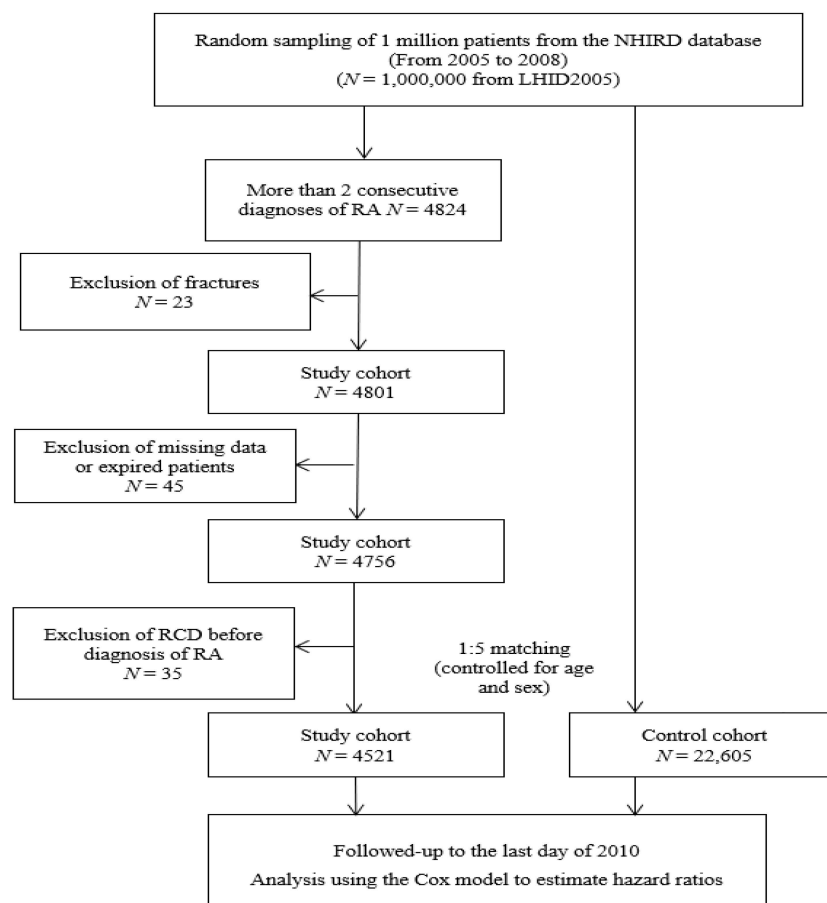 Random sampling of 1 million patients from the NHIRD database
(From 2005 to 2008)
(N = 1,000,000 from LHID2005)
More than 2 consecutive
diagnoses of RA N = 4824
Exclusion of fractures
N = 23
Study cohort
N = 4801
Exclusion of missing data
or expired patients
N = 45
Study cohort
N = 4756
Exclusion of RCD before
diagnosis of RA
N = 35
1:5 matching
(controlled for age
and sex)
Study cohort
N = 4521
Control cohort
N = 22,605
Followed-up to the last day of 2010
Analysis using the Cox model to estimate hazard ratios